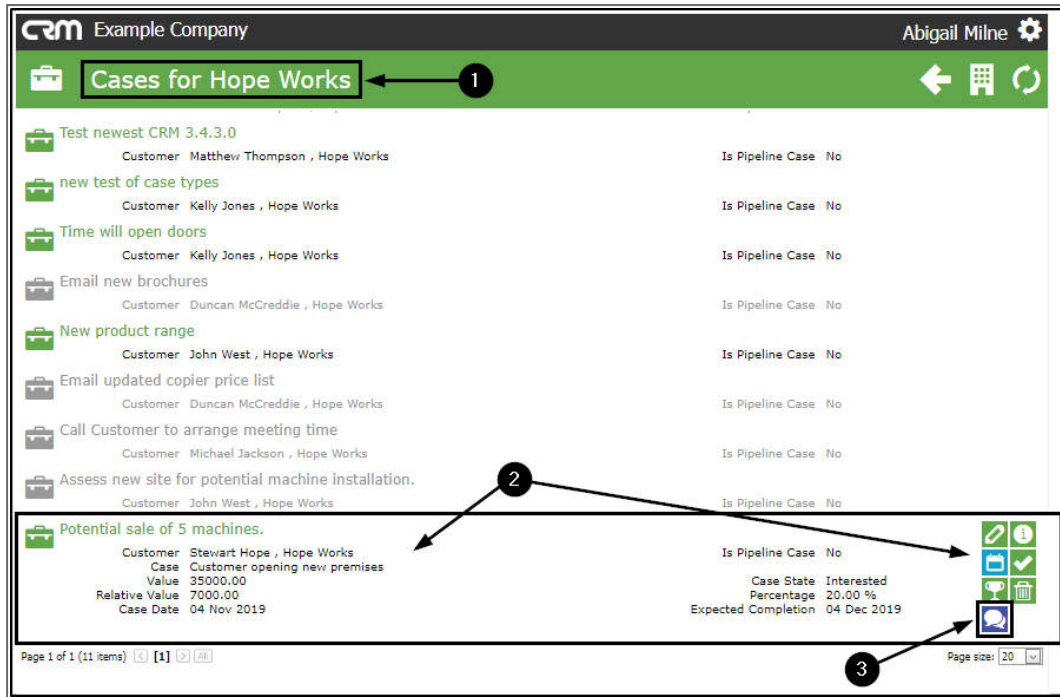 CRM Example Company Abigail Milne
Cases for Hope Works 1
Test newest CRM 3.4.3.0
Customer Matthew Thompson , Hope Works Is Pipeline Case No
new test of case types
Customer Kelly Jones , Hope Works Is Pipeline Case No
Time will open doors
Customer Kelly Jones , Hope Works Is Pipeline Case No
Email new brochures
Customer Duncan McCreddie , Hope Works Is Pipeline Case No
New product range
Customer John West , Hope Works Is Pipeline Case No
Email updated copier price list
Customer Duncan McCreddie , Hope Works Is Pipeline Case No
Call Customer to arrange meeting time
Customer Michael Jackson , Hope Works Is Pipeline Case No
Assess new site for potential machine installation. 2
Customer John West , Hope Works Is Pipeline Case No
Potential sale of 5 machines.
Customer Stewart Hope , Hope Works Is Pipeline Case No
Case Customer opening new premises
Value 35000.00 Case State Interested
Relative Value 7000.00 Percentage 20.00 %
Case Date 04 Nov 2019 Expected Completion 04 Dec 2019
Page 1 of 1 (11 items) < [1] > All 3 Page size: 20